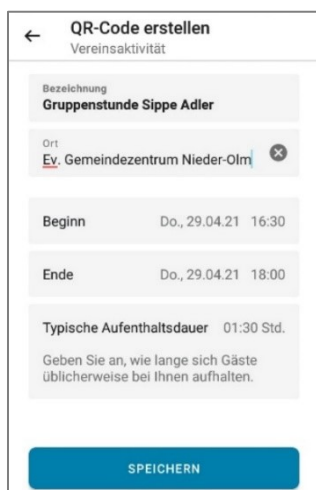 QR-Code erstellen
Vereinsaktivität
Bezeichnung
Gruppenstunde Sippe Adler
Ort
Ev. Gemeindezentrum Nieder-Olm
Beginn Do., 29.04.21 16:30
Ende Do., 29.04.21 18:00
Typische Aufenthaltsdauer 01:30 Std.
Geben Sie an, wie lange sich Gäste
üblicherweise bei Ihnen aufhalten.
SPEICHERN